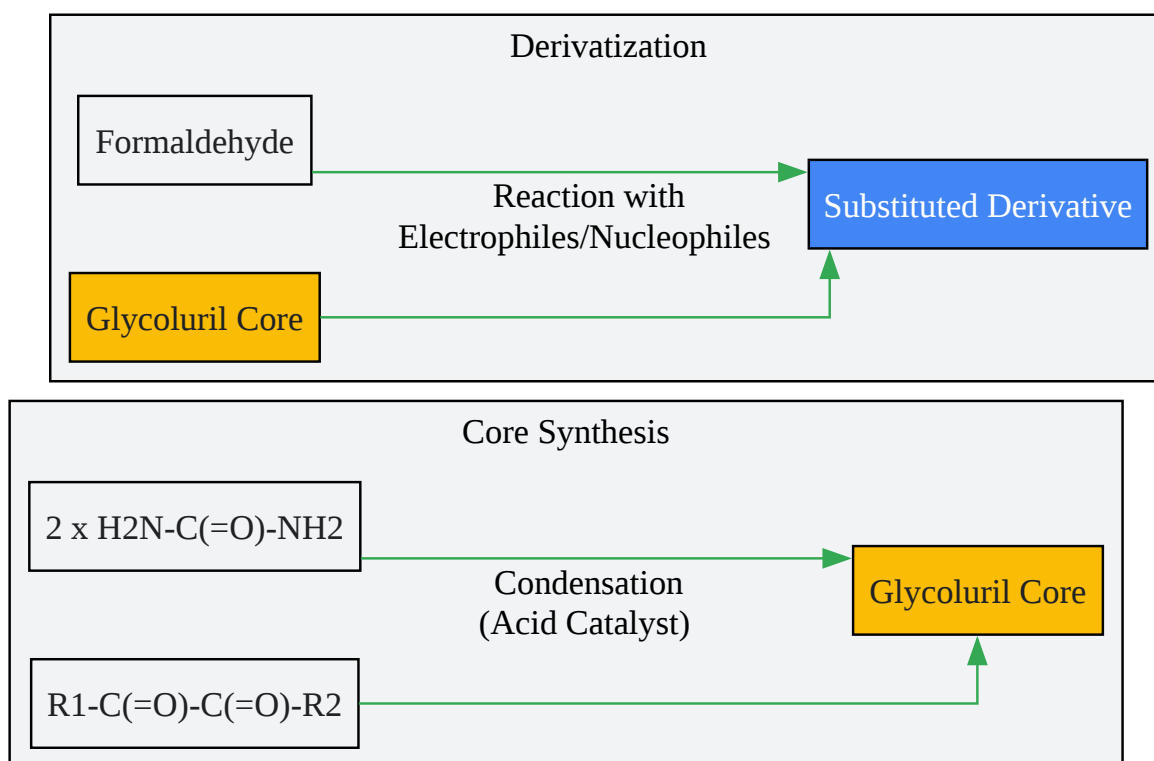 Derivatization
Formaldehyde
Reaction with
Electrophiles/Nucleophiles
Substituted Derivative
Glycoluril Core
Core Synthesis
2 x H2N-C(=O)-NH2
Condensation
(Acid Catalyst)
Glycoluril Core
R1-C(=O)-C(=O)-R2